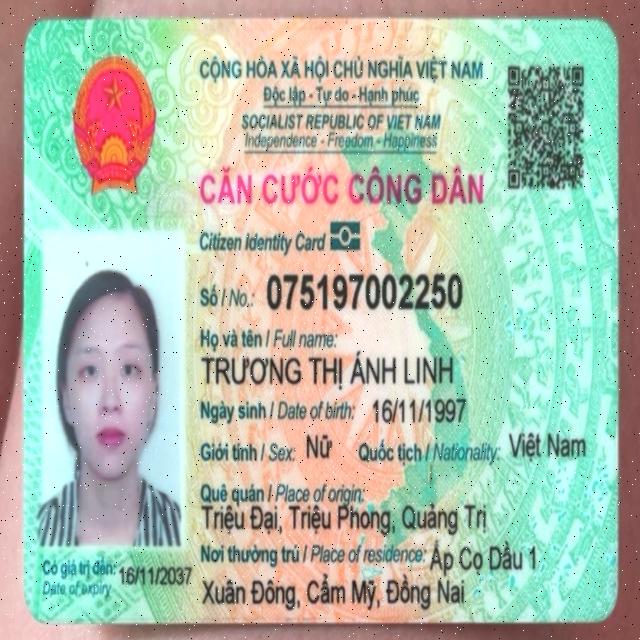 CỘNG HÒA XÃ HỘI CHỦ NGHĨA VIỆT NAM
Độc lập - Tự do - Hạnh phúc
SOCIALIST REPUBLIC OF VIET NAM
Independence - Freedom - Happiness
CĂN CƯỚC CÔNG DÂN
Citizen Identity Card
Số / No.: 075197002250
Họ và tên / Full name:
TRƯƠNG THỊ ÁNH LINH
Ngày sinh / Date of birth: 16/11/1997
Giới tính / Sex: Nữ Quốc tịch / Nationality: Việt Nam
Quê quán / Place of origin:
Triệu Đại, Triệu Phong, Quảng Trị
Nơi thường trú / Place of residence: Ấp Cọ Dầu 1
Xuân Đông, Cẩm Mỹ, Đồng Nai
Có giá trị đến: 16/11/2037
Date of expiry